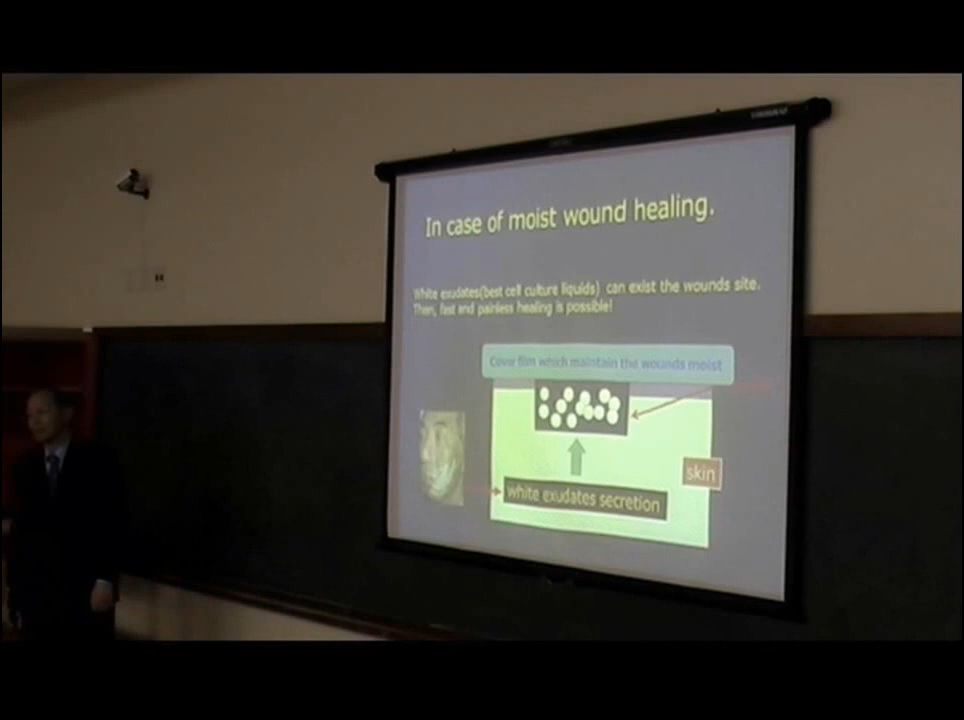 In case of moist wound healing.
White exudates(best cell culture liquids) can exist the wounds site.
Then, fast and painless healing is possible!
Cover film which maintain the wounds moist
skin
white exudates secretion